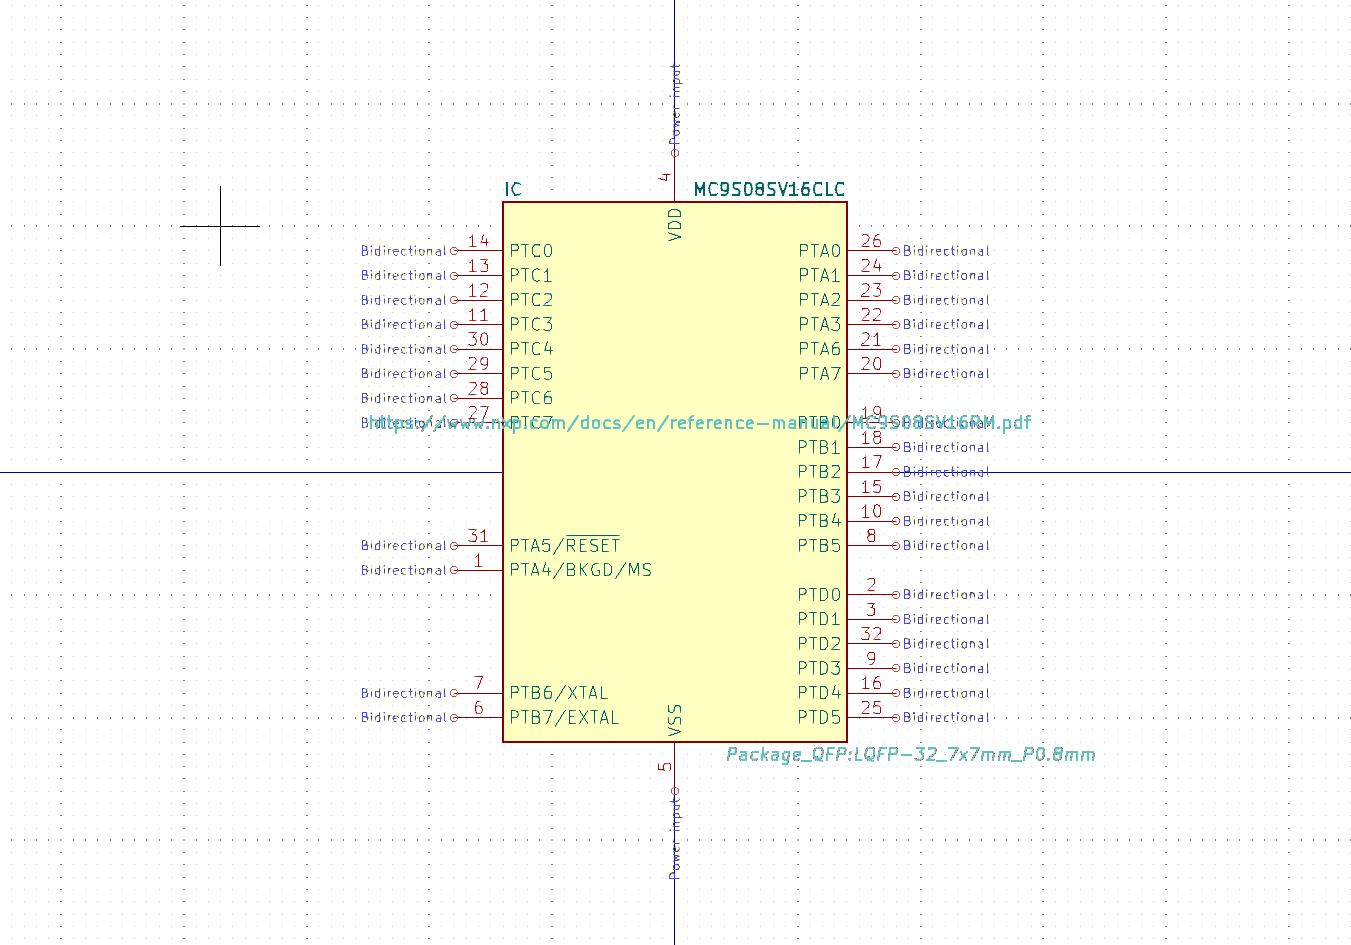 Power input
4
IC MC9S08SV16CLC
VDD
Bidirectional 14 PTC0 PTA0 26 Bidirectional
Bidirectional 13 PTC1 PTA1 24 Bidirectional
Bidirectional 12 PTC2 PTA2 23 Bidirectional
Bidirectional 11 PTC3 PTA3 22 Bidirectional
Bidirectional 30 PTC4 PTA6 21 Bidirectional
Bidirectional 29 PTC5 PTA7 20 Bidirectional
Bidirectional 28 PTC6
Bidirectional 27 PTC7 PTB0 19 Bidirectional
https://www.nxp.com/docs/en/reference-manual/MC9S08SV16RM.pdf
PTB1 18 Bidirectional
PTB2 17 Bidirectional
PTB3 15 Bidirectional
PTB4 10 Bidirectional
Bidirectional 31 PTA5/RESET PTB5 8 Bidirectional
Bidirectional 1 PTA4/BKGD/MS
PTD0 2 Bidirectional
PTD1 3 Bidirectional
PTD2 32 Bidirectional
PTD3 9 Bidirectional
Bidirectional 7 PTB6/XTAL PTD4 16 Bidirectional
Bidirectional 6 PTB7/EXTAL PTD5 25 Bidirectional
VSS
Package_QFP:LQFP-32_7x7mm_P0.8mm
5
Power input